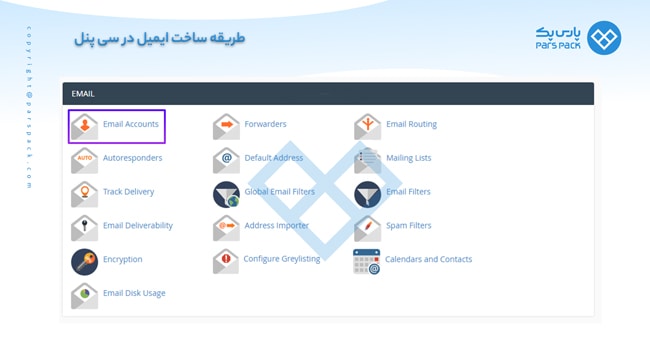 طریقه ساخت ایمیل در سی پنل
پارس پک
Pars Pack
copyright@parspack.com
EMAIL
Email Accounts
Forwarders
Email Routing
AUTO
Autoresponders
Default Address
Mailing Lists
Track Delivery
Global Email Filters
Email Filters
Email Deliverability
Address Importer
Spam Filters
Encryption
Configure Greylisting
Calendars and Contacts
Email Disk Usage